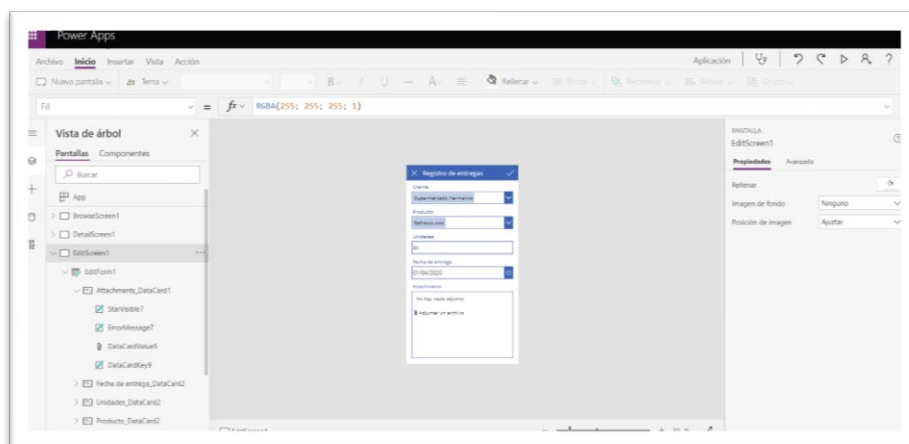 Power Apps
Archivo Inicio Insertar Vista Acción
Aplicación
Nueva pantalla Tema
B
Rellenar
Fill = fx RGBA(255; 255; 255; 1)
Vista de árbol
Pantallas Componentes
Buscar
App
BrowseScreen1
DetailScreen1
EditScreen1
EditForm1
Attachments_DataCard1
StarVisible7
ErrorMessage7
DataCardValue9
DataCardKey9
Fecha de entrega_DataCard2
Unidades_DataCard2
Producto_DataCard2
Registro de entregas
Cliente
Producto
Unidades
Fecha de entrega
01/04/2020
No hay nada adjunto.
Adjuntar un archivo
PANTALLA
EditScreen1
Propiedades Avanzado
Rellenar
Imagen de fondo Ninguno
Posición de imagen Ajustar